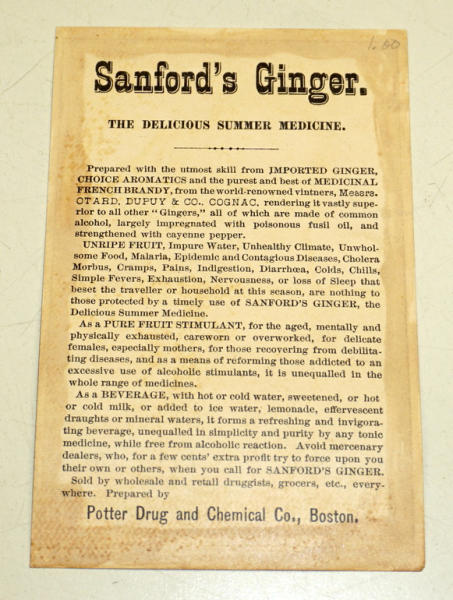 1.00
Sanford's Ginger.
THE DELICIOUS SUMMER MEDICINE.
Prepared with the utmost skill from IMPORTED GINGER,
CHOICE AROMATICS and the purest and best of MEDICINAL
FRENCH BRANDY, from the world-renowned vintners, Messrs.
OTARD, DUPUY & CO., COGNAC, rendering it vastly supe-
rior to all other "Gingers," all of which are made of common
alcohol, largely impregnated with poisonous fusil oil, and
strengthened with cayenne pepper.
UNRIPE FRUIT, Impure Water, Unhealthy Climate, Unwhol-
some Food, Malaria, Epidemic and Contagious Diseases, Cholera
Morbus, Cramps, Pains, Indigestion, Diarrhœa, Colds, Chills,
Simple Fevers, Exhaustion, Nervousness, or loss of Sleep that
beset the traveller or household at this season, are nothing to
those protected by a timely use of SANFORD'S GINGER, the
Delicious Summer Medicine.
As a PURE FRUIT STIMULANT, for the aged, mentally and
physically exhausted, careworn or overworked, for delicate
females, especially mothers, for those recovering from debilita-
ting diseases, and as a means of reforming those addicted to an
excessive use of alcoholic stimulants, it is unequalled in the
whole range of medicines.
As a BEVERAGE, with hot or cold water, sweetened, or hot
or cold milk, or added to ice water, lemonade, effervescent
draughts or mineral waters, it forms a refreshing and invigora-
ting beverage, unequalled in simplicity and purity by any tonic
medicine, while free from alcoholic reaction. Avoid mercenary
dealers, who, for a few cents' extra profit try to force upon you
their own or others, when you call for SANFORD'S GINGER.
Sold by wholesale and retail druggists, grocers, etc., every-
where. Prepared by
Potter Drug and Chemical Co., Boston.